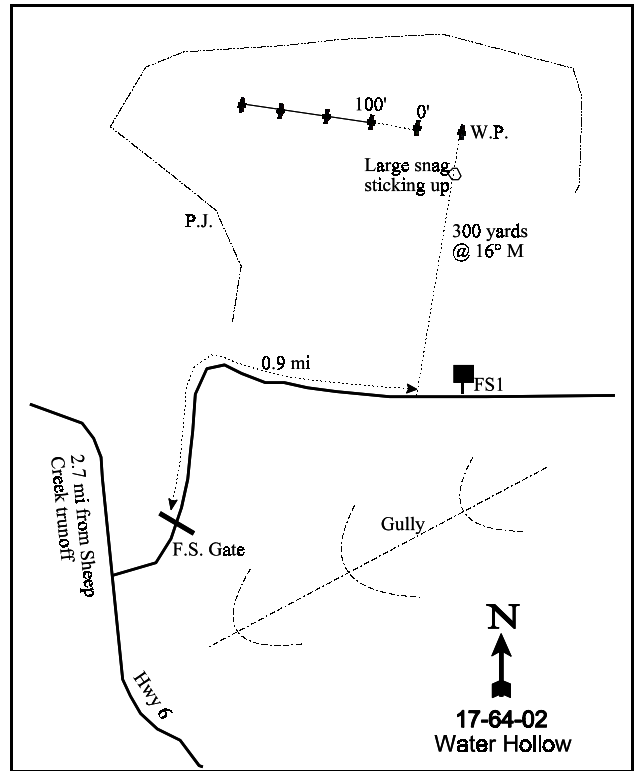 100'
0'
W.P.
Large snag
sticking up
P.J.
300 yards
@ 16° M
0.9 mi
FS1
2.7 mi from Sheep
Creek trunoff
Gully
F.S. Gate
Hwy 6
N
17-64-02
Water Hollow